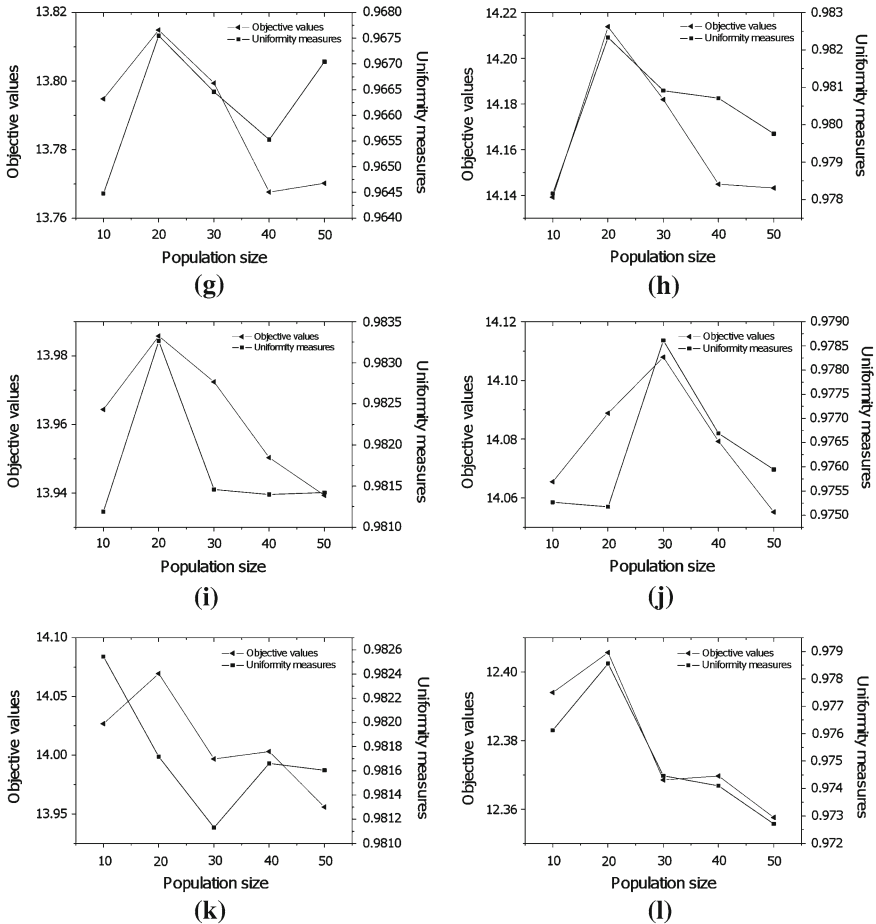 Objective values
13.82
13.80
13.78
13.76
Objective values
Uniformity measures
0.9680
0.9675
0.9670
0.9665
0.9660
0.9655
0.9650
0.9645
0.9640
Uniformity measures
10 20 30 40 50
Population size
(g)
Objective values
14.22
14.20
14.18
14.16
14.14
Objective values
Uniformity measures
0.983
0.982
0.981
0.980
0.979
0.978
Uniformity measures
10 20 30 40 50
Population size
(h)
Objective values
13.98
13.96
13.94
Objective values
Uniformity measures
0.9835
0.9830
0.9825
0.9820
0.9815
0.9810
Uniformity measures
10 20 30 40 50
Population size
(i)
Objective values
14.12
14.10
14.08
14.06
Objective values
Uniformity measures
0.9790
0.9785
0.9780
0.9775
0.9770
0.9765
0.9760
0.9755
0.9750
Uniformity measures
10 20 30 40 50
Population size
(j)
Objective values
14.10
14.05
14.00
13.95
Objective values
Uniformity measures
0.9826
0.9824
0.9822
0.9820
0.9818
0.9816
0.9814
0.9812
0.9810
Uniformity measures
10 20 30 40 50
Population size
(k)
Objective values
12.40
12.38
12.36
Objective values
Uniformity measures
0.979
0.978
0.977
0.976
0.975
0.974
0.973
0.972
Uniformity measures
10 20 30 40 50
Population size
(l)